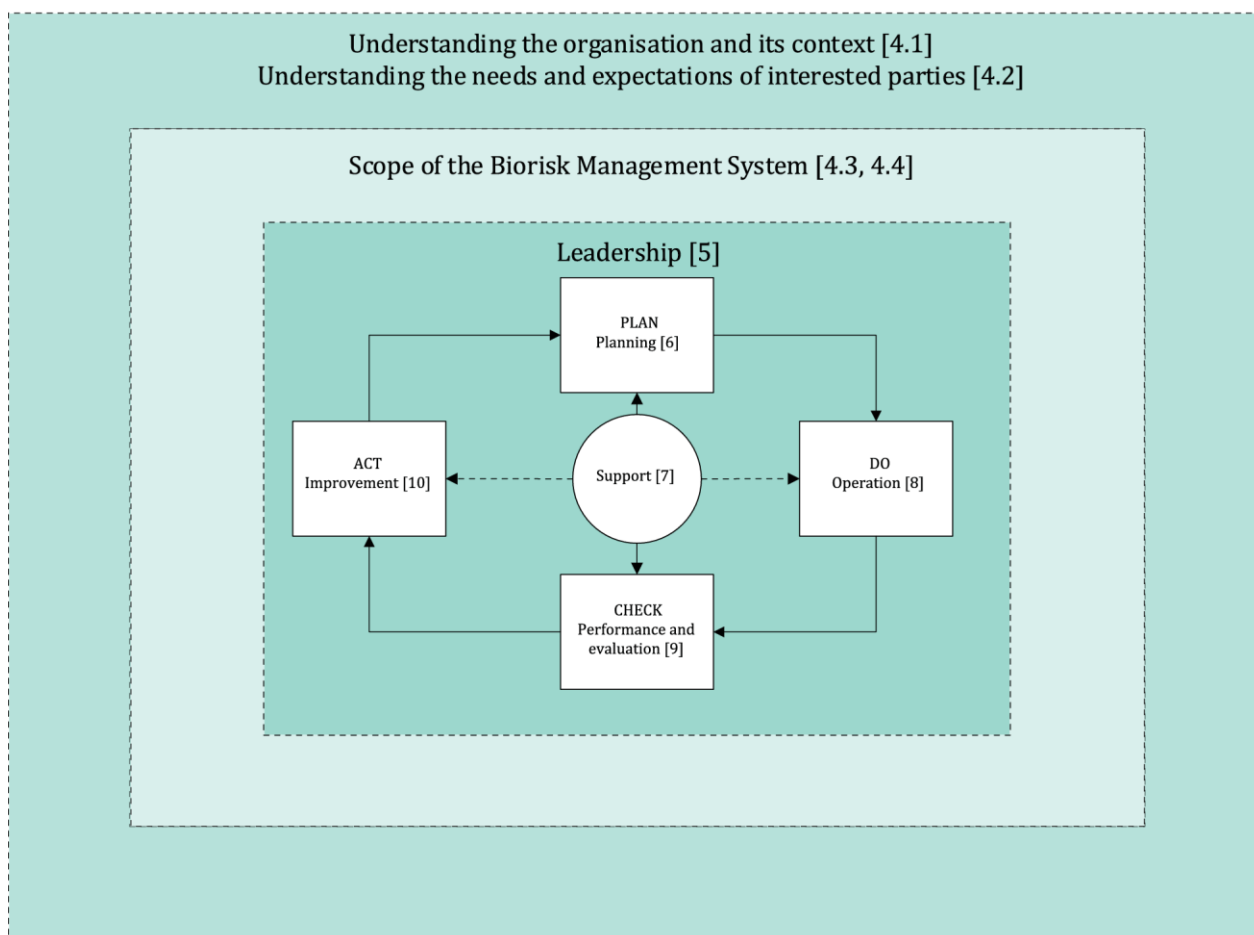 Understanding the organisation and its context [4.1]
Understanding the needs and expectations of interested parties [4.2]
Scope of the Biorisk Management System [4.3, 4.4]
Leadership [5]
PLAN
Planning [6]
ACT
Improvement [10]
Support [7]
DO
Operation [8]
CHECK
Performance and
evaluation [9]